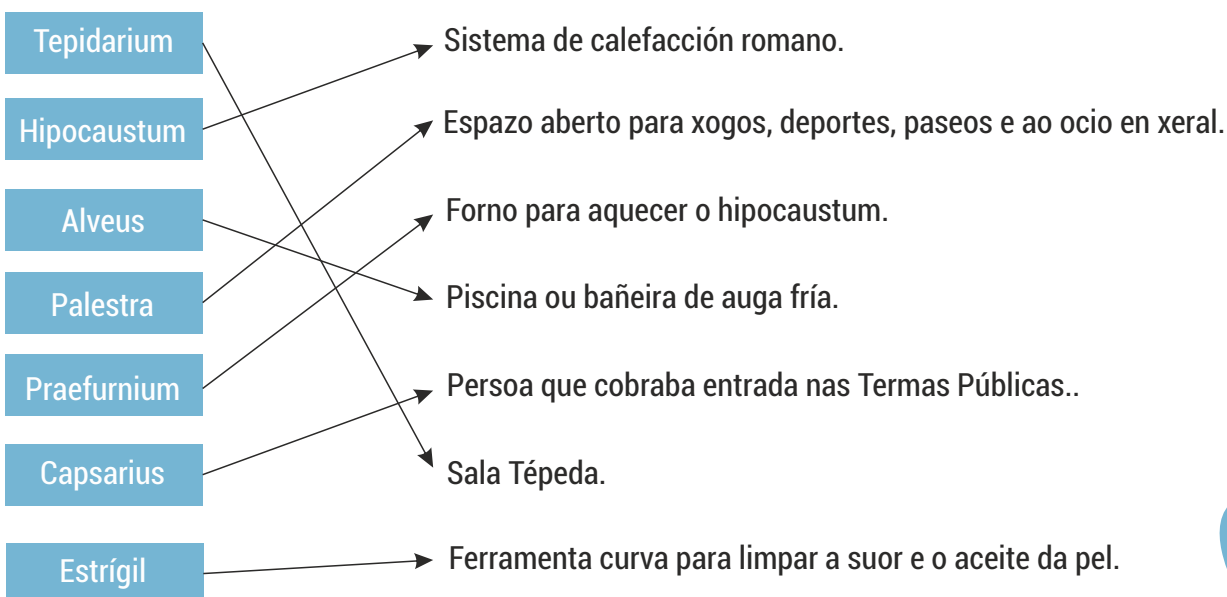 Tepidarium
Sistema de calefacción romano.
Hipocaustum
Espazo aberto para xogos, deportes, paseos e ao ocio en xeral.
Alveus
Forno para aquecer o hipocaustum.
Palestra
Piscina ou bañeira de auga fría.
Praefurnium
Persoa que cobraba entrada nas Termas Públicas..
Capsarius
Sala Tépeda.
Estrígil
Ferramenta curva para limpar a suor e o aceite da pel.